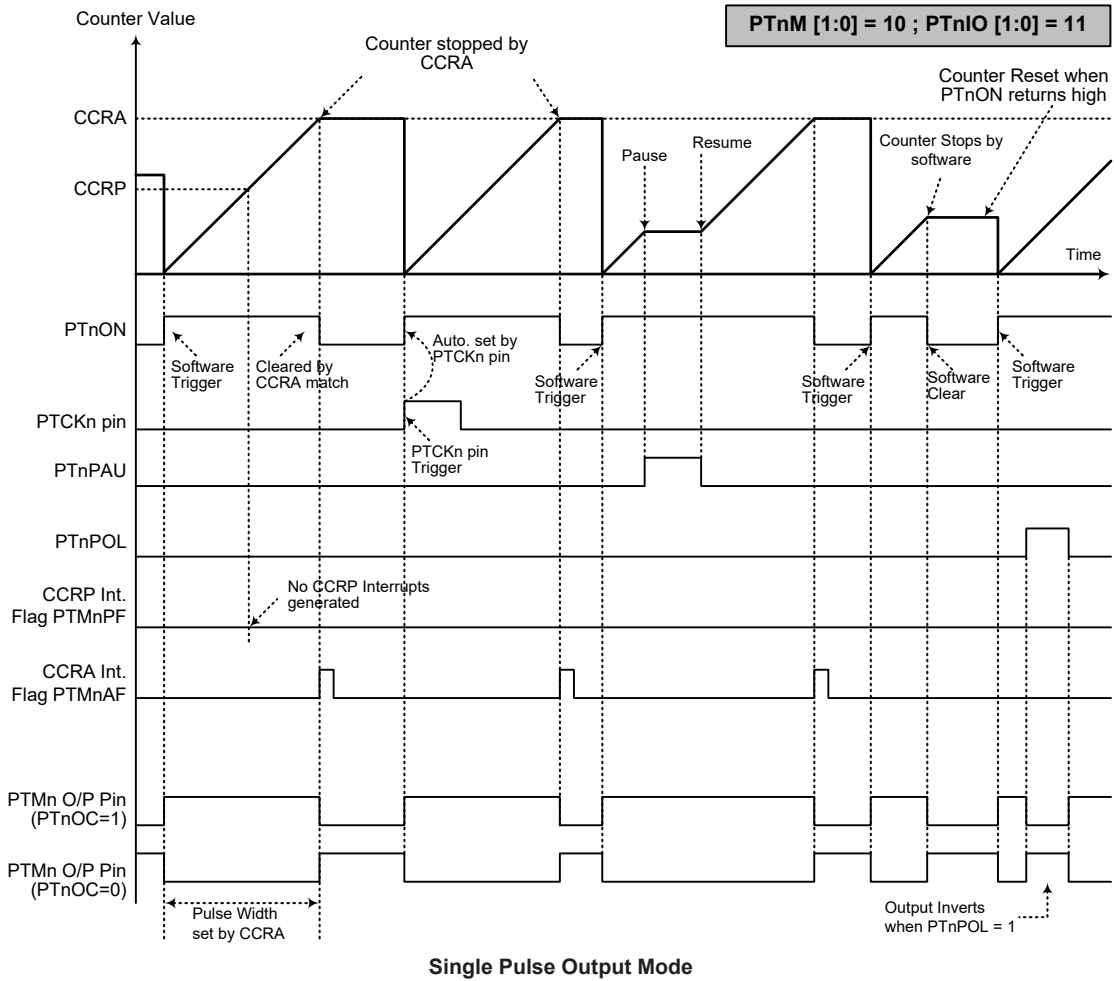 Counter Value
PTnM [1:0] = 10 ; PTnIO [1:0] = 11
Counter stopped by
CCRA
Counter Reset when
PTnON returns high
CCRA
Pause
Resume
Counter Stops by
software
CCRP
Time
PTnON
Software
Trigger
Cleared by
CCRA match
Auto. set by
PTCKn pin
Software
Trigger
Software
Trigger
Software
Clear
Software
Trigger
PTCKn pin
PTCKn pin
Trigger
PTnPAU
PTnPOL
CCRP Int.
Flag PTMnPF
No CCRP Interrupts
generated
CCRA Int.
Flag PTMnAF
PTMn O/P Pin
(PTnOC=1)
PTMn O/P Pin
(PTnOC=0)
Pulse Width
set by CCRA
Output Inverts
when PTnPOL = 1
Single Pulse Output Mode